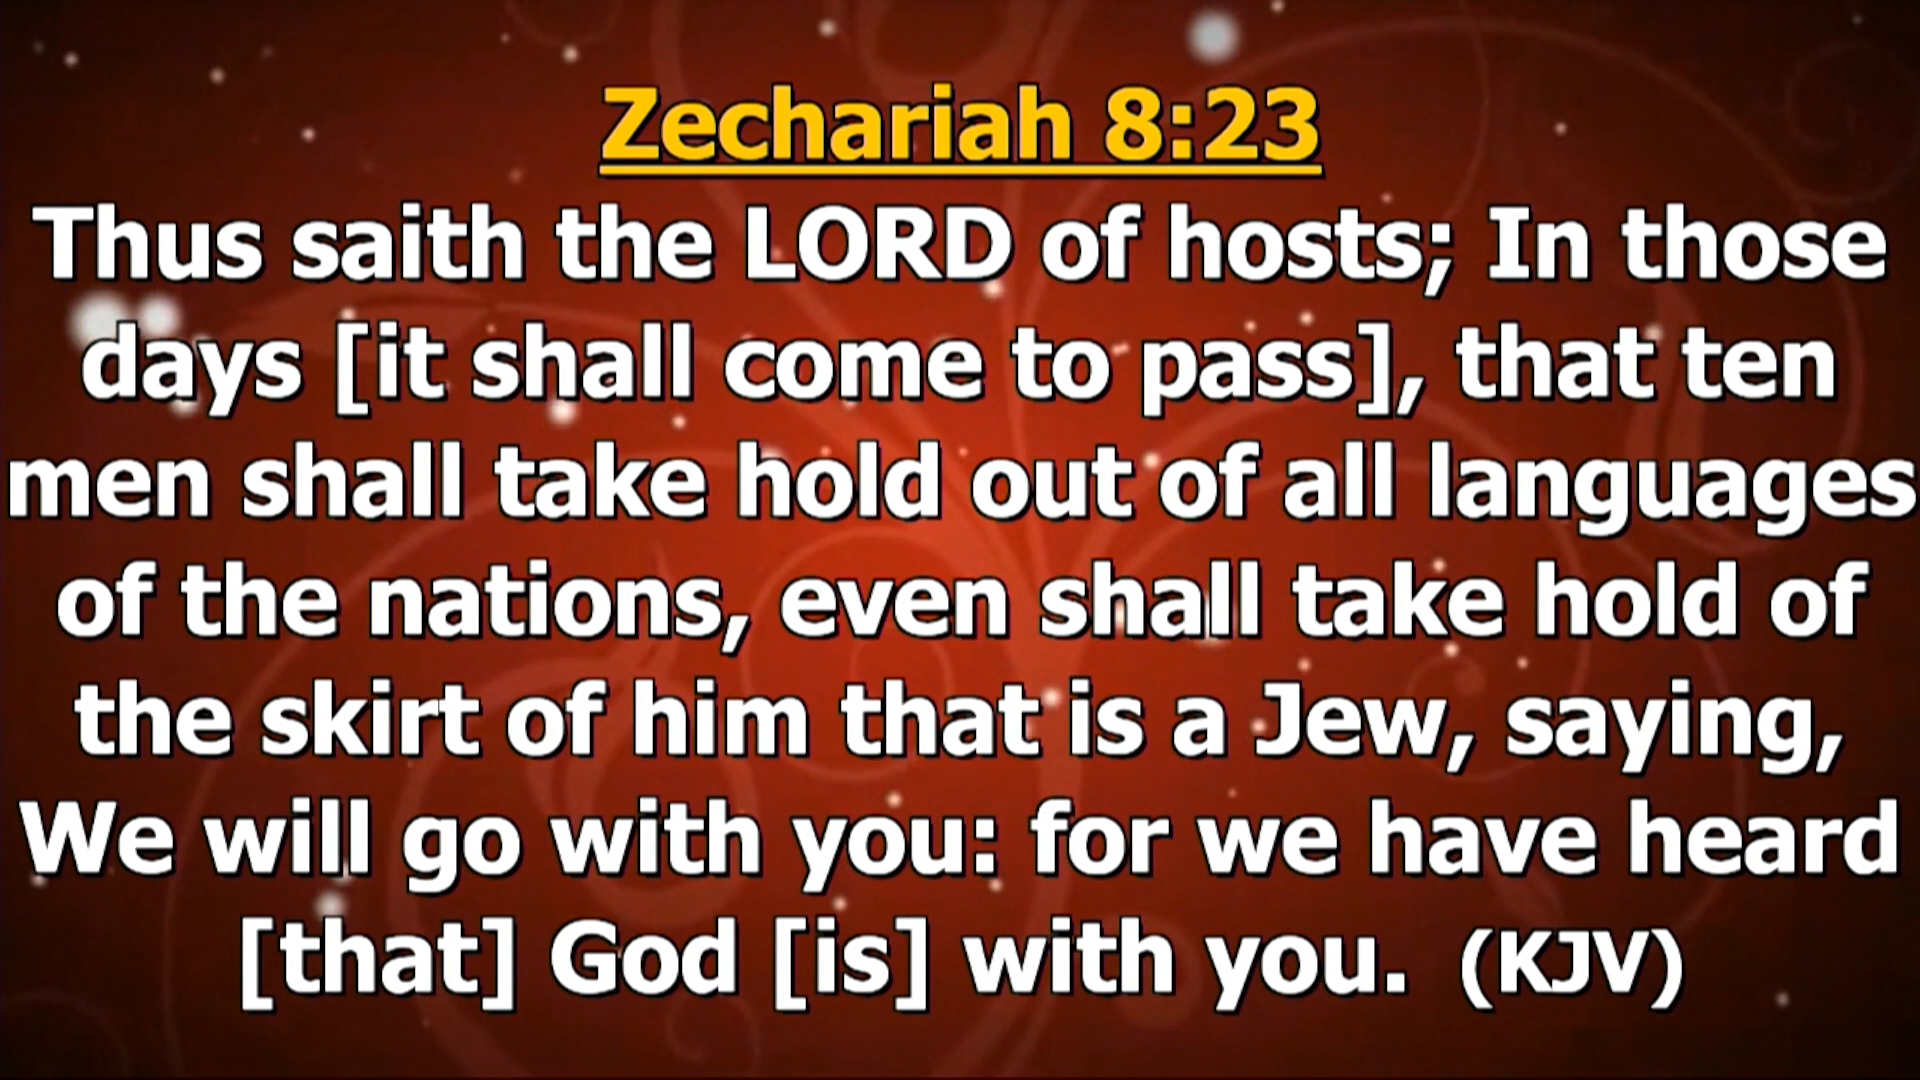 Zechariah 8:23
Thus saith the LORD of hosts; In those
days [it shall come to pass], that ten
men shall take hold out of all languages
of the nations, even shall take hold of
the skirt of him that is a Jew, saying,
We will go with you: for we have heard
[that] God [is] with you.  (KJV)